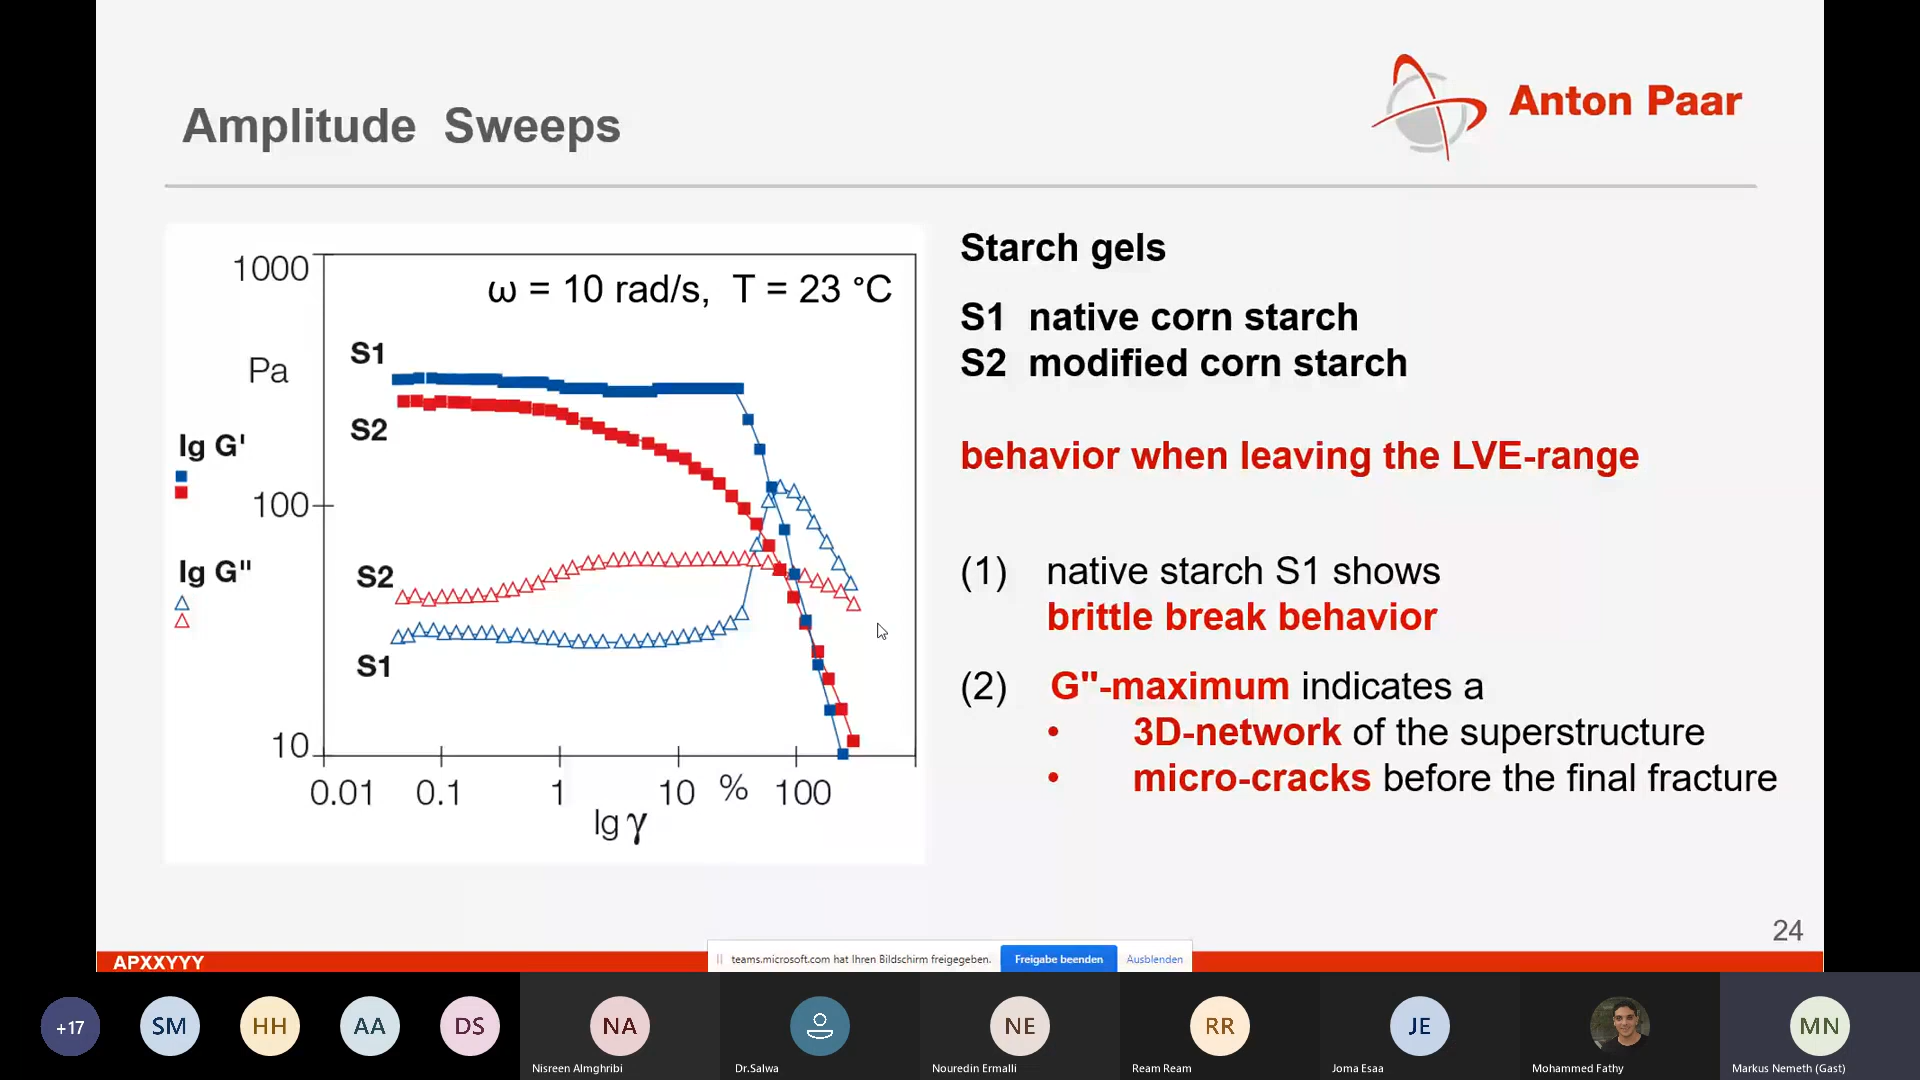 Amplitude Sweeps
Anton Paar
1000
ω = 10 rad/s, T = 23 °C
S1
Pa
S2
lg G'
100
lg G"
S2
S1
10
0.01 0.1 1 10 % 100
lg γ
Starch gels
S1 native corn starch
S2 modified corn starch
behavior when leaving the LVE-range
(1) native starch S1 shows
brittle break behavior
(2) G"-maximum indicates a
• 3D-network of the superstructure
• micro-cracks before the final fracture
24
APXXYYY
teams.microsoft.com hat Ihren Bildschirm freigegeben. Freigabe beenden Ausblenden
+17 SM HH AA DS NA NE RR JE MN
Nisreen Almghribi Dr.Salwa Nouredin Ermalli Ream Ream Joma Esaa Mohammed Fathy Markus Nemeth (Gast)